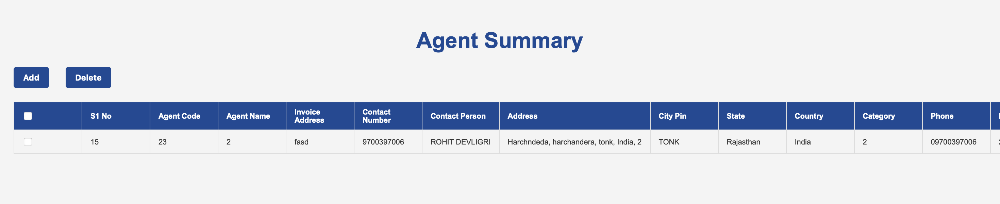 Agent Summary
Add Delete
S1 No Agent Code Agent Name Invoice Address Contact Number Contact Person Address City Pin State Country Category Phone
15 23 2 fasd 9700397006 ROHIT DEVLIGRI Harchndeda, harchandera, tonk, India, 2 TONK Rajasthan India 2 09700397006